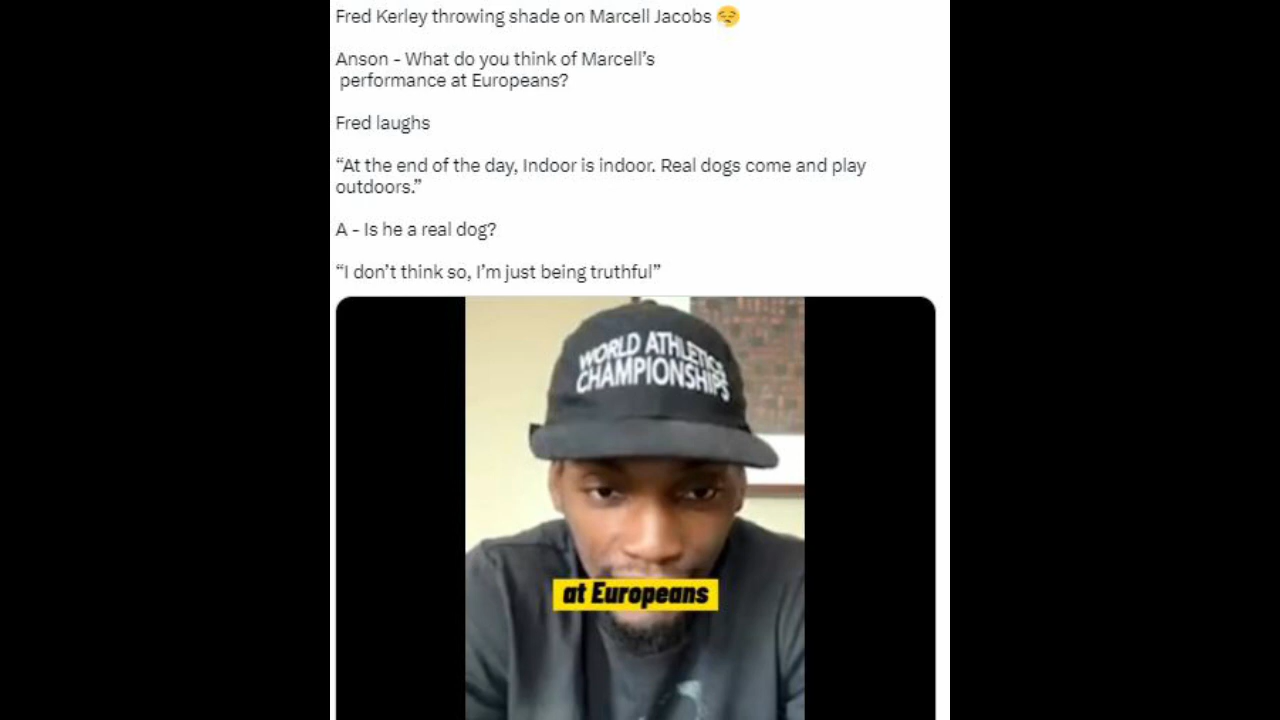 Fred Kerley throwing shade on Marcell Jacobs 😪
Anson - What do you think of Marcell’s
performance at Europeans?
Fred laughs
“At the end of the day, Indoor is indoor. Real dogs come and play
outdoors.”
A - Is he a real dog?
“I don’t think so, I’m just being truthful”
WORLD ATHLETICS
CHAMPIONSHIPS
at Europeans